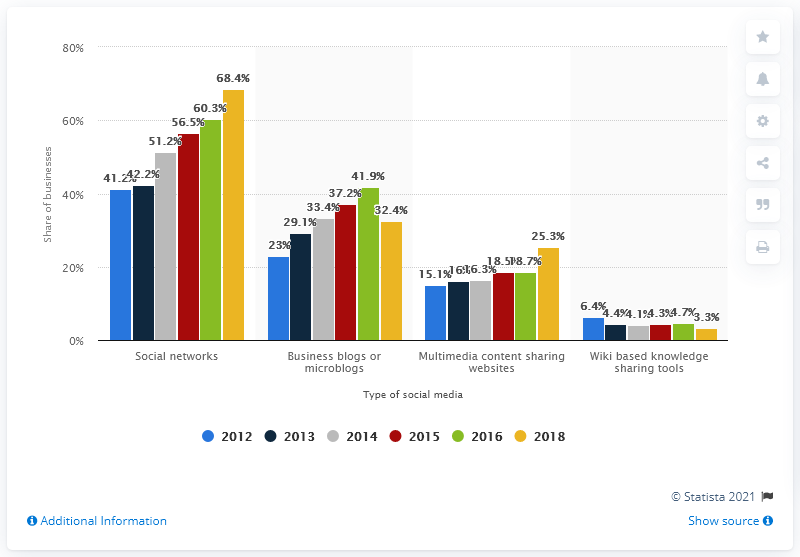 80%
60%
40%
20%
0%
Share of businesses
41.2%
42.2%
51.2%
56.5%
60.3%
68.4%
23%
29.1%
33.4%
37.2%
41.9%
32.4%
15.1%
16%
16.3%
18.5%
18.7%
25.3%
6.4%
4.4%
4.1%
4.3%
4.7%
3.3%
Social networks
Business blogs or
microblogs
Multimedia content sharing
websites
Wiki based knowledge
sharing tools
Type of social media
2012 2013 2014 2015 2016 2018
© Statista 2021
Additional Information
Show source